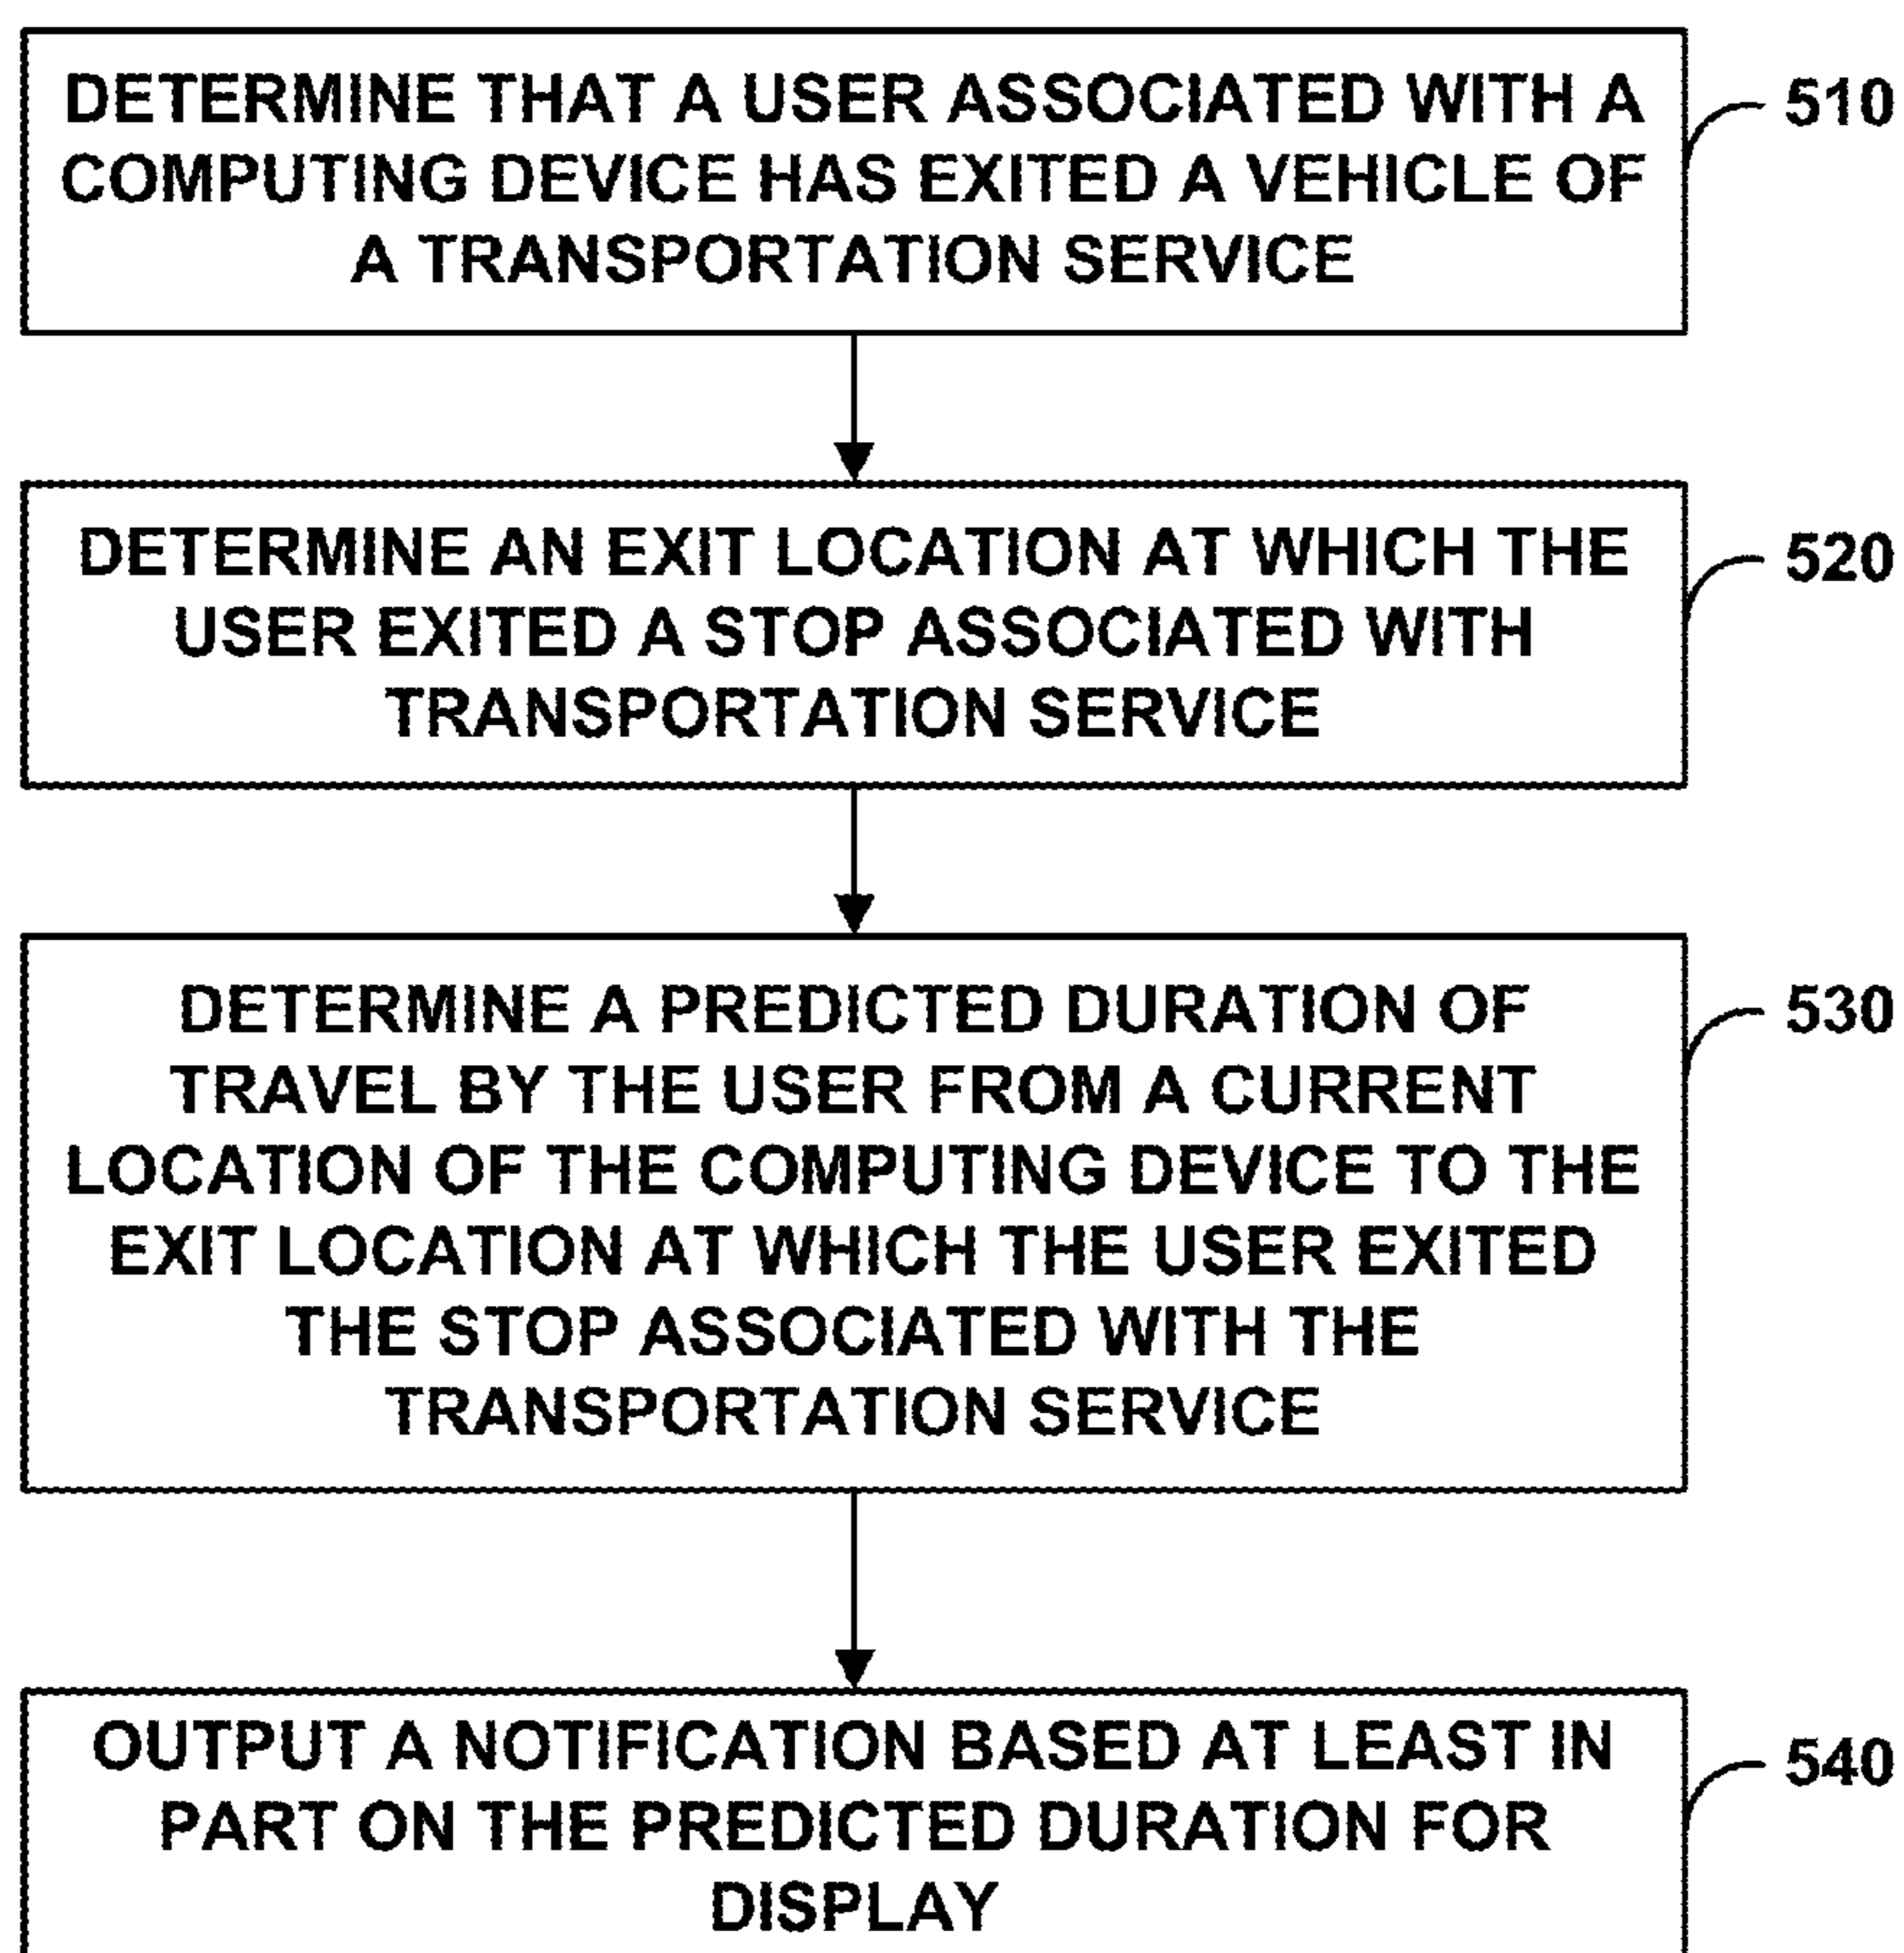 DETERMINE THAT A USER ASSOCIATED WITH A
COMPUTING DEVICE HAS EXITED A VEHICLE OF
A TRANSPORTATION SERVICE
510
DETERMINE AN EXIT LOCATION AT WHICH THE
USER EXITED A STOP ASSOCIATED WITH
TRANSPORTATION SERVICE
520
DETERMINE A PREDICTED DURATION OF
TRAVEL BY THE USER FROM A CURRENT
LOCATION OF THE COMPUTING DEVICE TO THE
EXIT LOCATION AT WHICH THE USER EXITED
THE STOP ASSOCIATED WITH THE
TRANSPORTATION SERVICE
530
OUTPUT A NOTIFICATION BASED AT LEAST IN
PART ON THE PREDICTED DURATION FOR
DISPLAY
540